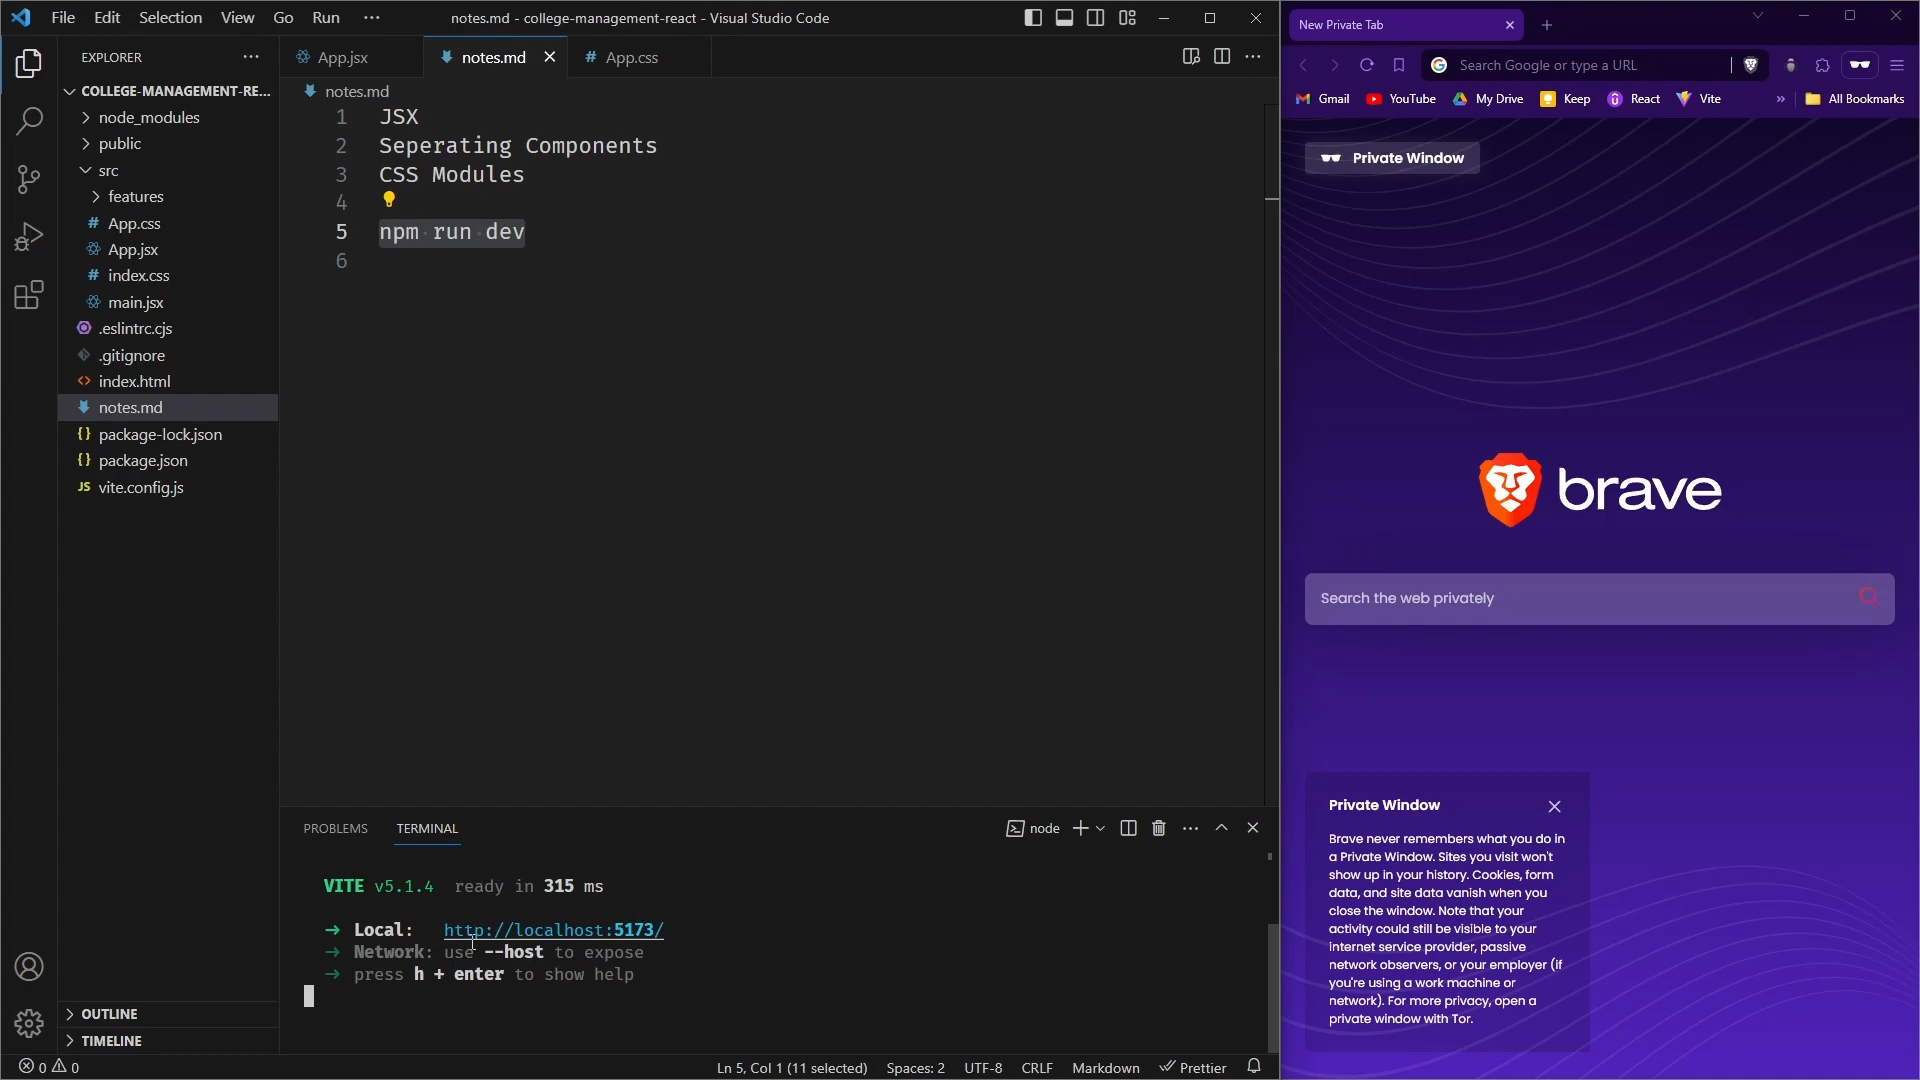 File Edit Selection View Go Run ··· notes.md - college-management-react - Visual Studio Code
EXPLORER
COLLEGE-MANAGEMENT-RE...
node_modules
public
src
features
App.css
App.jsx
index.css
main.jsx
.eslintrc.cjs
.gitignore
index.html
notes.md
package-lock.json
package.json
JS vite.config.js
OUTLINE
TIMELINE
App.jsx notes.md # App.css
notes.md
1 JSX
2 Seperating Components
3 CSS Modules
4
5 npm run dev
6
PROBLEMS TERMINAL node
VITE v5.1.4 ready in 315 ms
→ Local: http://localhost:5173/
→ Network: use --host to expose
→ press h + enter to show help
0 0 Ln 5, Col 1 (11 selected) Spaces: 2 UTF-8 CRLF Markdown Prettier
New Private Tab
Search Google or type a URL
Gmail YouTube My Drive Keep React Vite » All Bookmarks
Private Window
brave
Search the web privately
Private Window
Brave never remembers what you do in
a Private Window. Sites you visit won't
show up in your history. Cookies, form
data, and site data vanish when you
close the window. Note that your
activity could still be visible to your
internet service provider, passive
network observers, or your employer (if
you're using a work machine or
network). For more privacy, open a
private window with Tor.